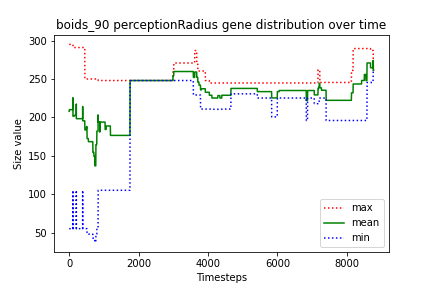 boids_90 perceptionRadius gene distribution over time
300
250
200
150
100
50
Size value
0
2000
4000
6000
8000
Timesteps
max
mean
min